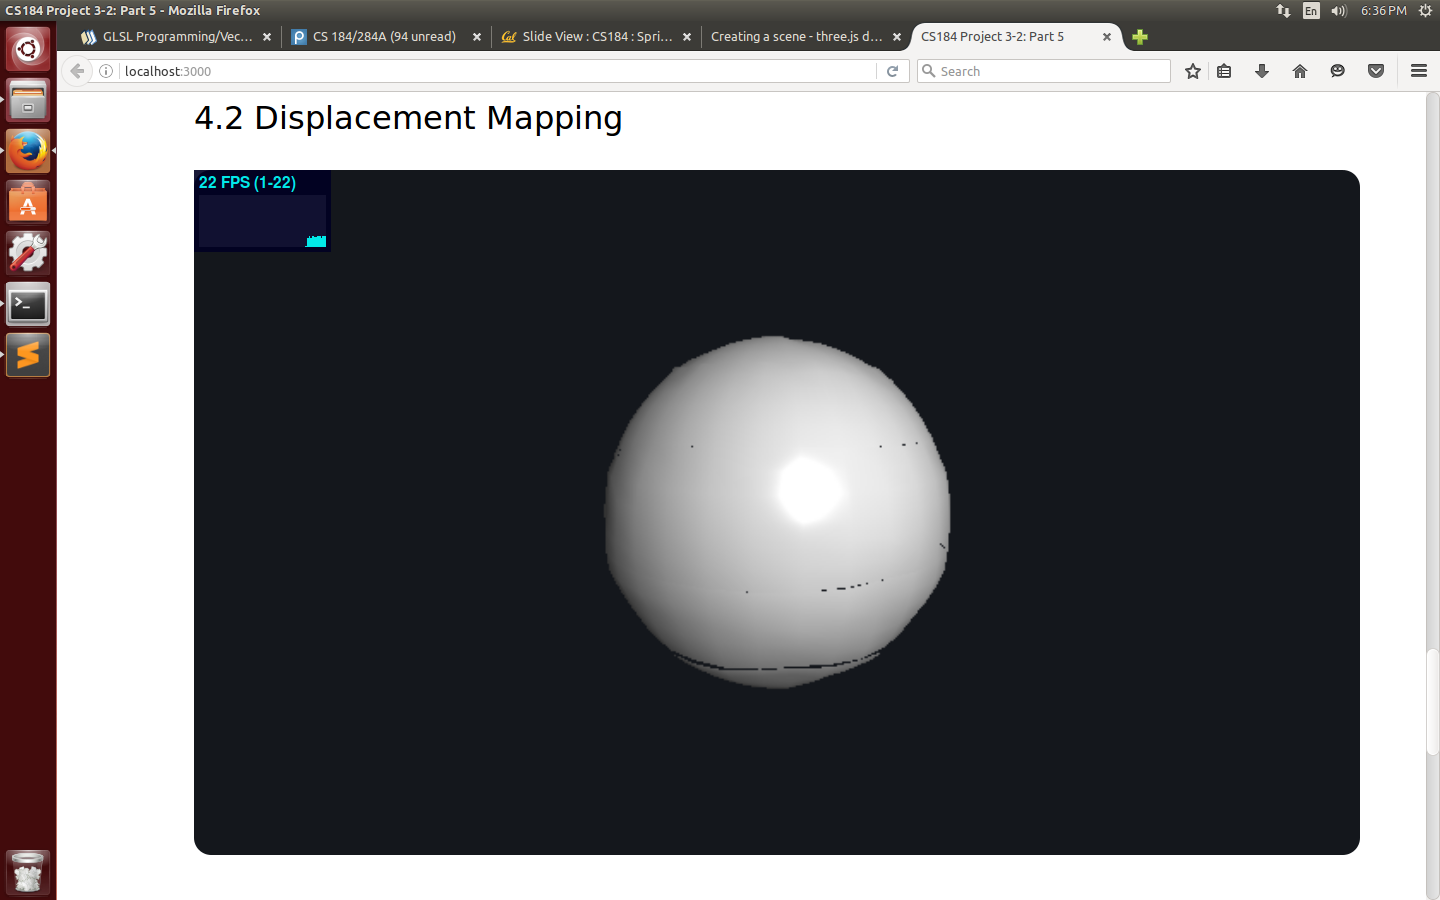 CS184 Project 3-2: Part 5 - Mozilla Firefox
En
6:36 PM
GLSL Programming/Vec...
CS 184/284A (94 unread)
Cal
Slide View : CS184 : Spri...
Creating a scene - three.js d...
CS184 Project 3-2: Part 5
localhost:3000
Search
4.2 Displacement Mapping
22 FPS (1-22)